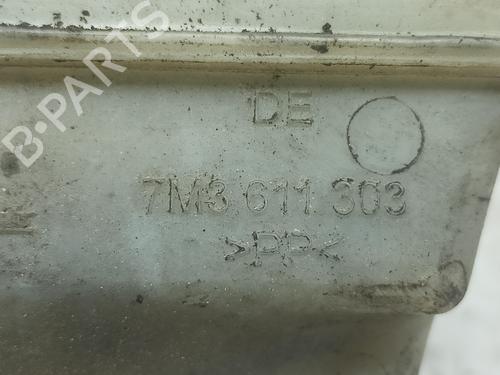 B-PARTS
DE
7M3 611 303
>PP<